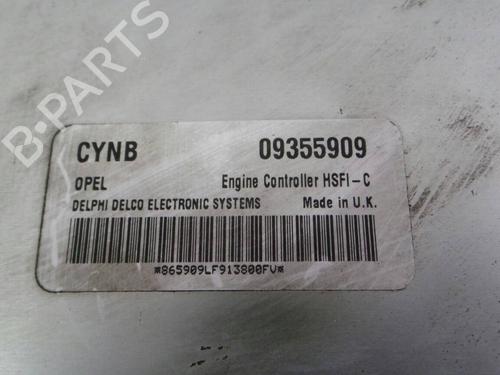 B-PARTS
CYNB 09355909
OPEL Engine Controller HSFI-C
DELPHI DELCO ELECTRONIC SYSTEMS Made in U.K.
*865909LF913800FV*